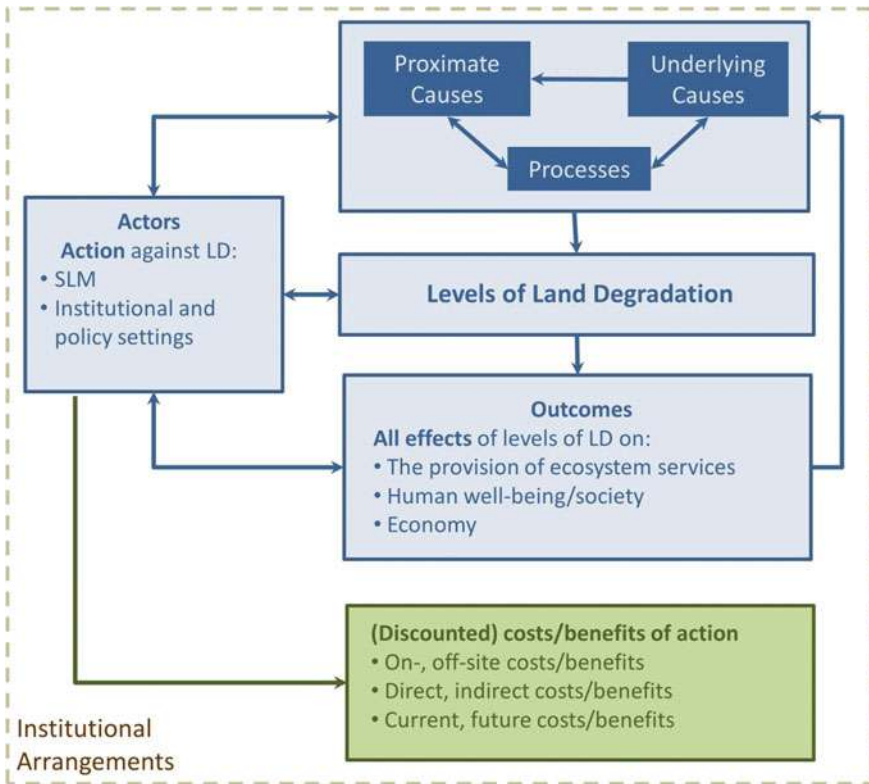 Proximate
Causes
Underlying
Causes
Processes
Actors
Action against LD:
• SLM
• Institutional and
policy settings
Levels of Land Degradation
Outcomes
All effects of levels of LD on:
• The provision of ecosystem services
• Human well-being/society
• Economy
(Discounted) costs/benefits of action
• On-, off-site costs/benefits
• Direct, indirect costs/benefits
• Current, future costs/benefits
Institutional
Arrangements